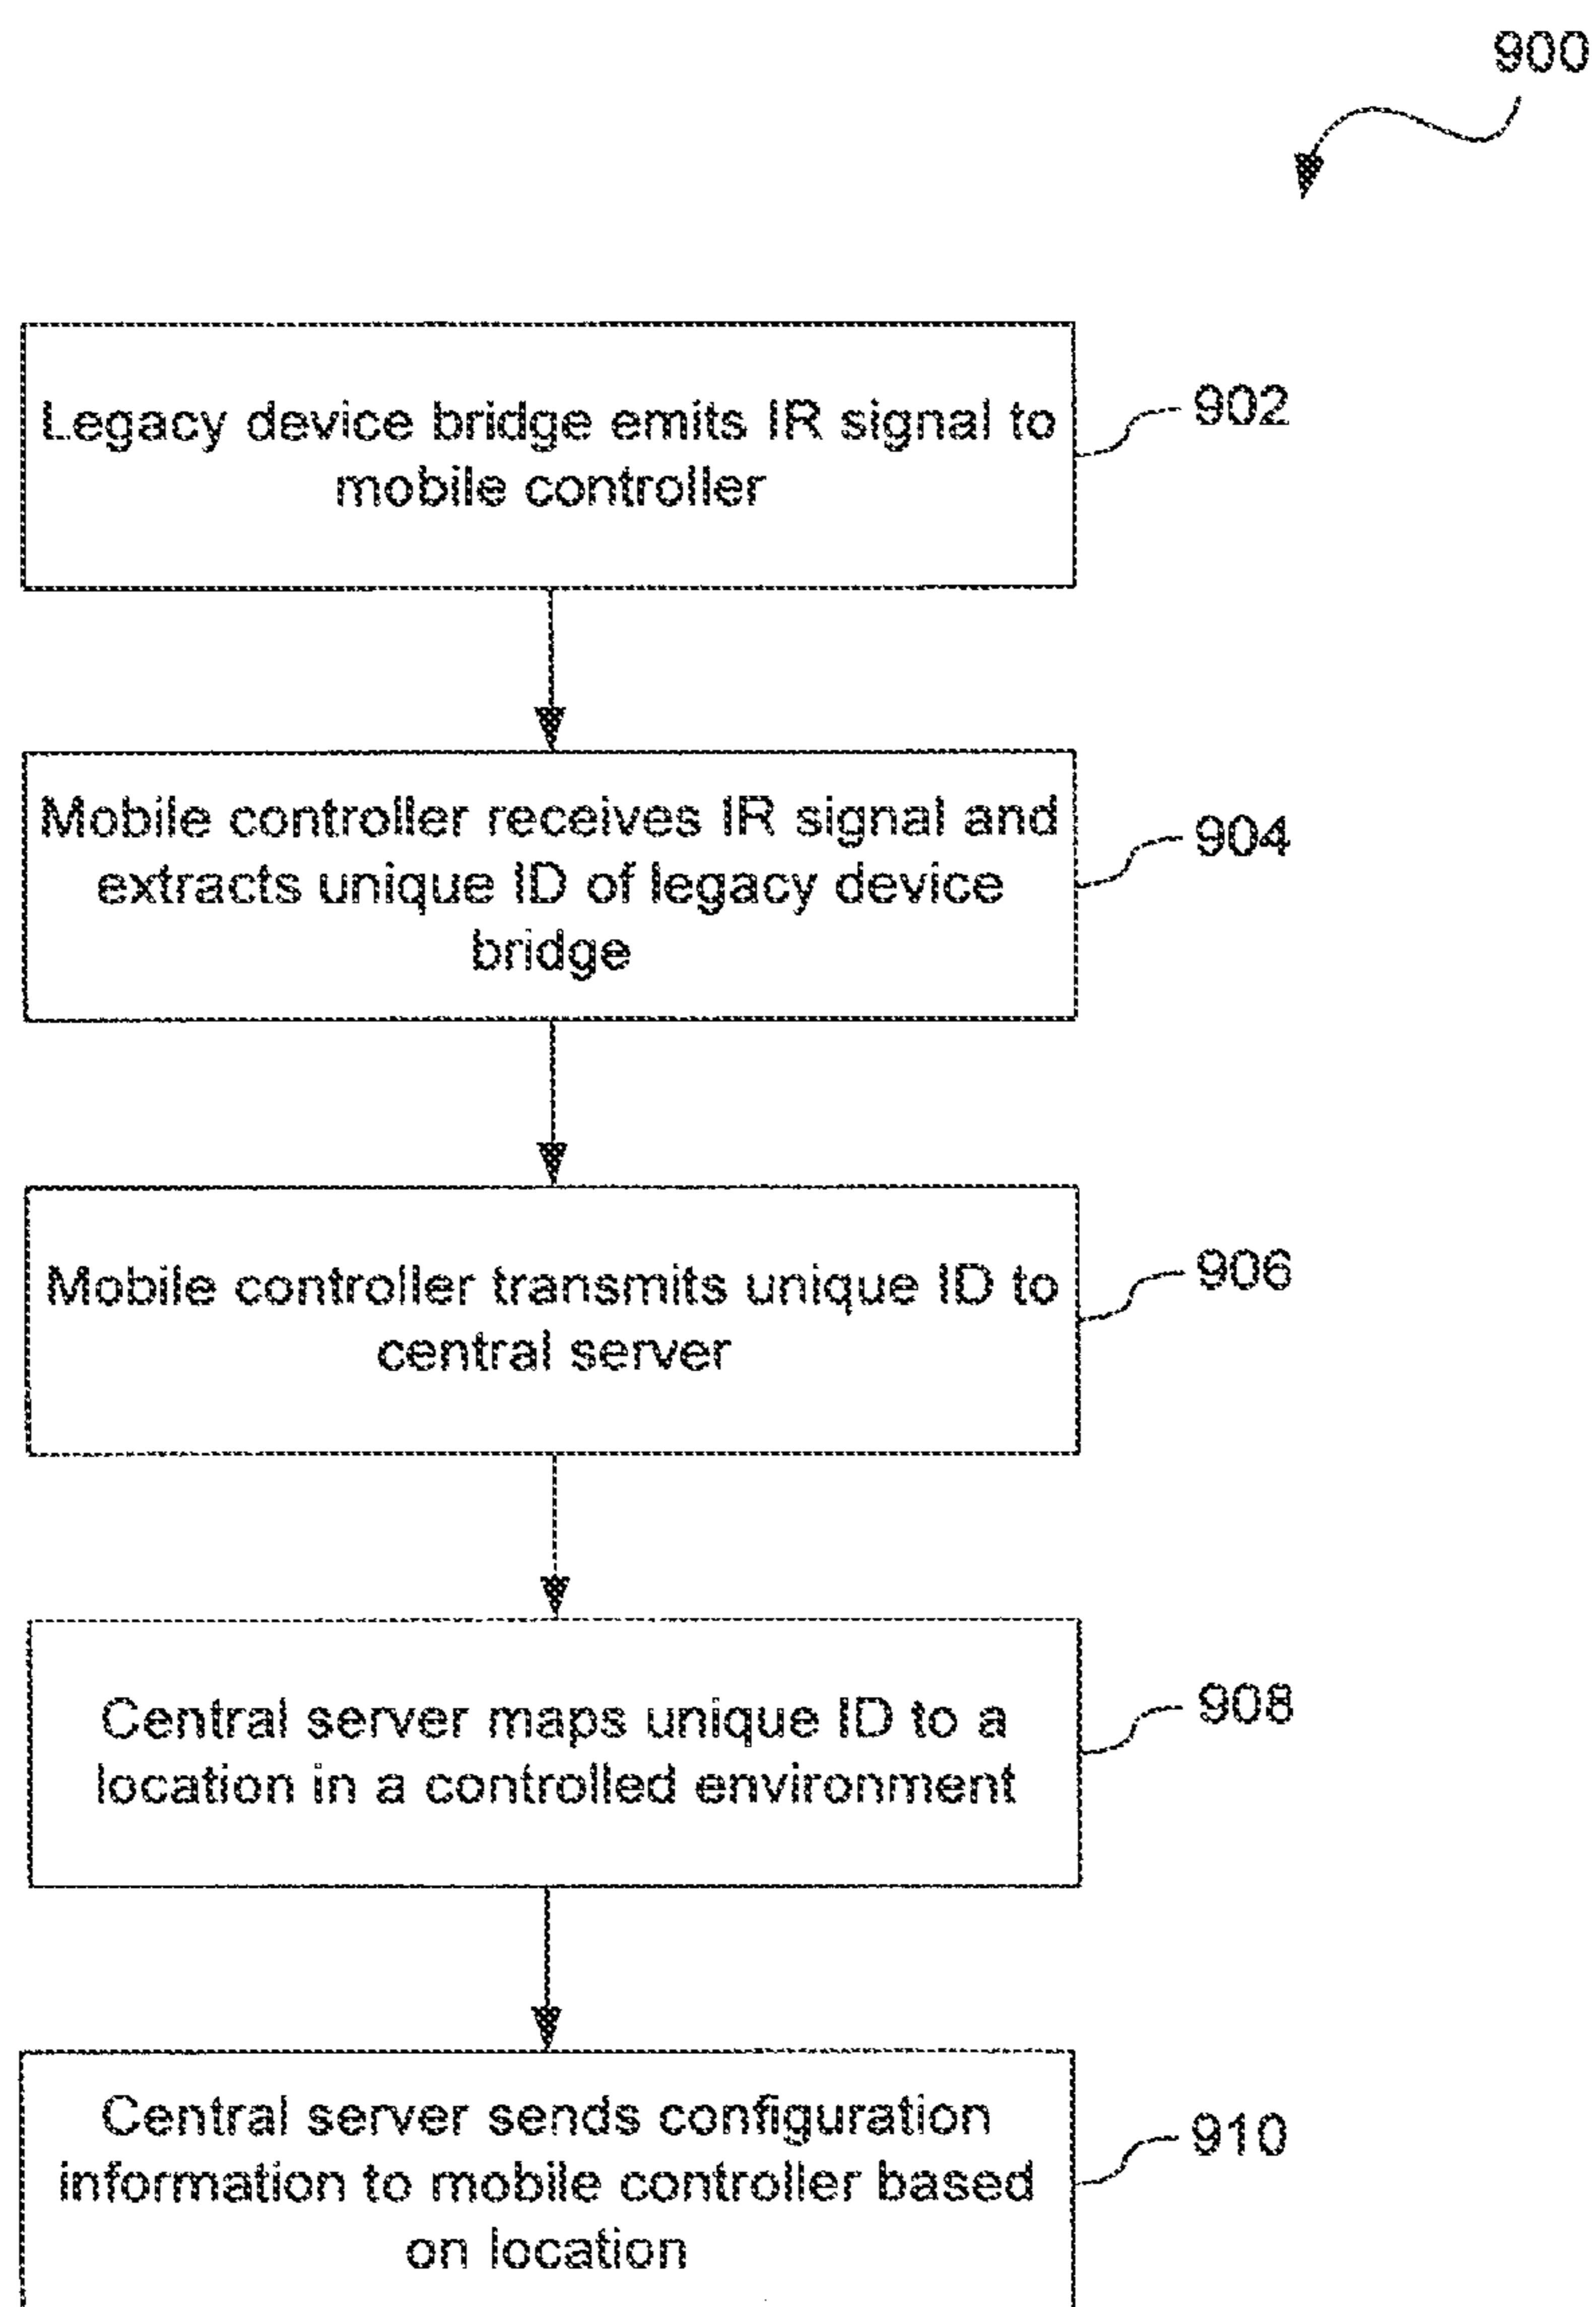 900
Legacy device bridge emits IR signal to
mobile controller
902
Mobile controller receives IR signal and
extracts unique ID of legacy device
bridge
904
Mobile controller transmits unique ID to
central server
906
Central server maps unique ID to a
location in a controlled environment
908
Central server sends configuration
information to mobile controller based
on location
910